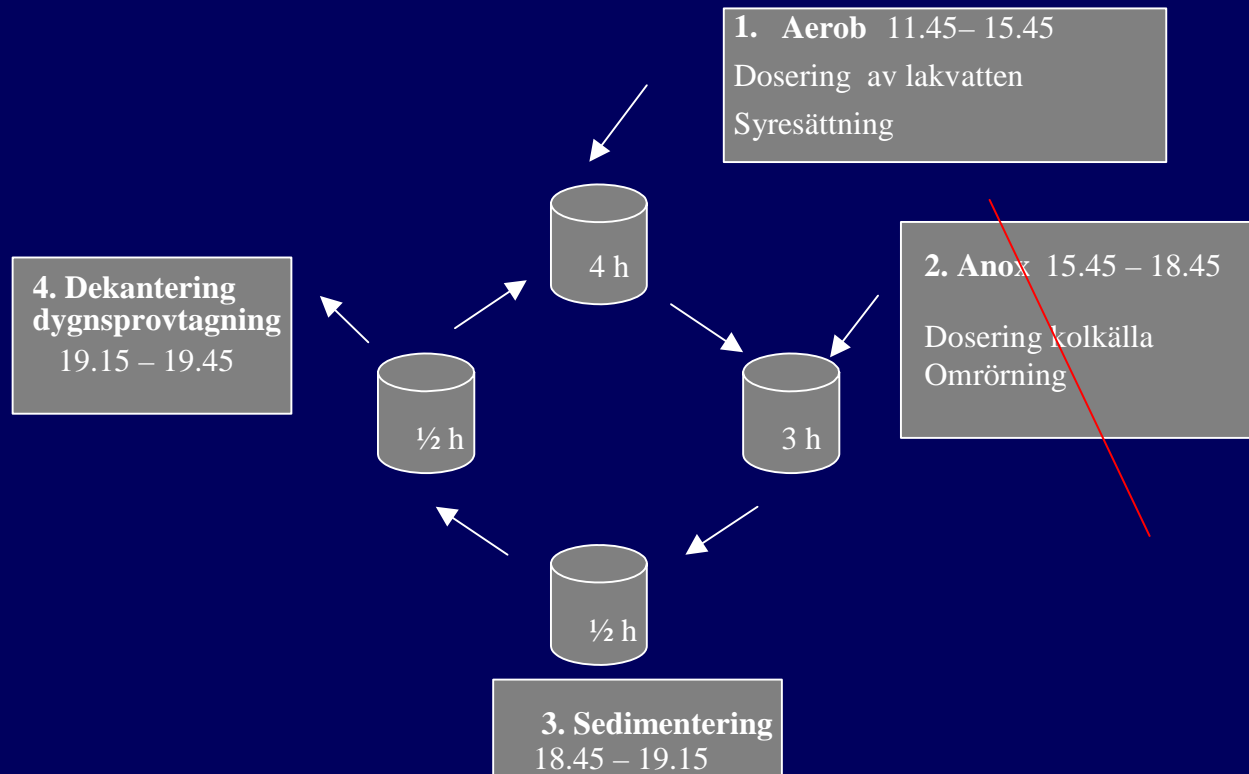 1. Aerob 11.45– 15.45
Dosering av lakvatten
Syresättning
4 h
2. Anox 15.45 – 18.45
Dosering kolkälla
Omrörning
3 h
4. Dekantering
dygnsprovtagning
19.15 – 19.45
½ h
½ h
3. Sedimentering
18.45 – 19.15